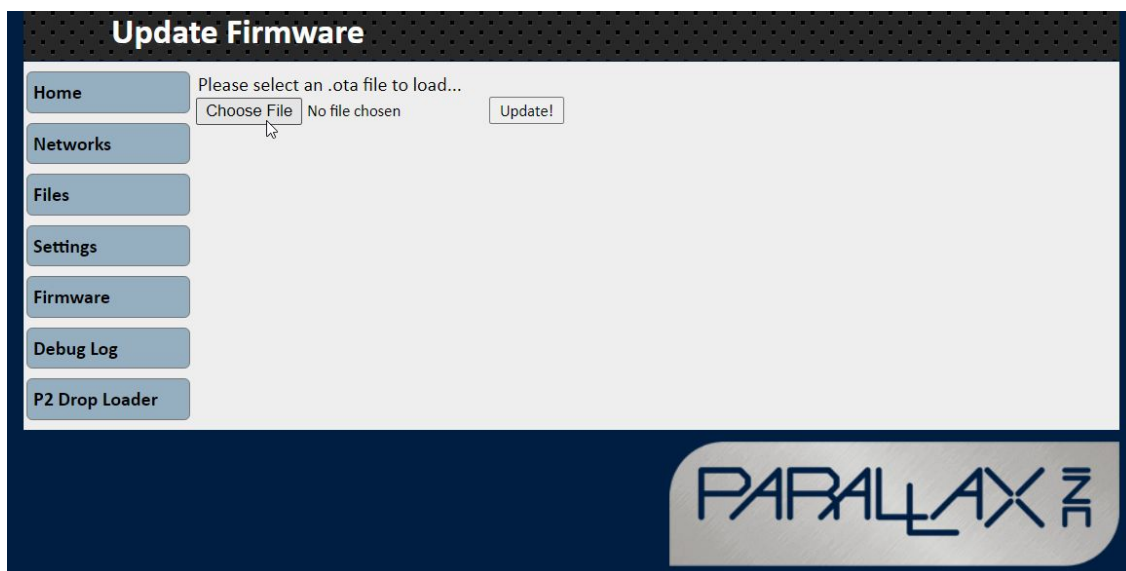 Update Firmware
Home
Networks
Files
Settings
Firmware
Debug Log
P2 Drop Loader
Please select an .ota file to load...
Choose File No file chosen Update!
PARALLAX INC